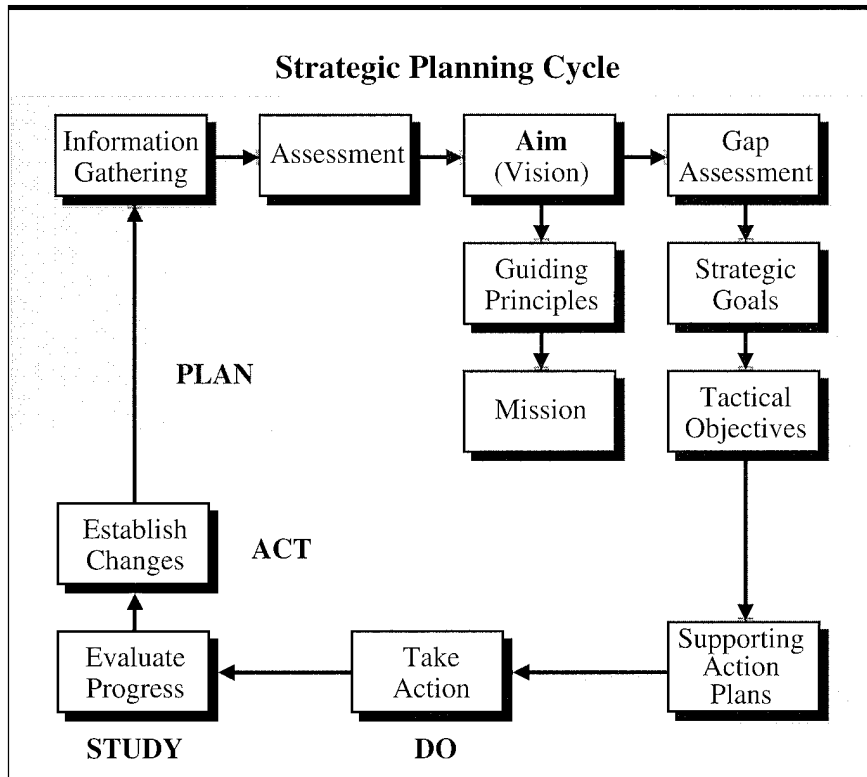 Strategic Planning Cycle
Information
Gathering
Assessment
Aim
(Vision)
Gap
Assessment
Guiding
Principles
Strategic
Goals
PLAN
Mission
Tactical
Objectives
Establish
Changes
ACT
Evaluate
Progress
Take
Action
Supporting
Action
Plans
STUDY
DO